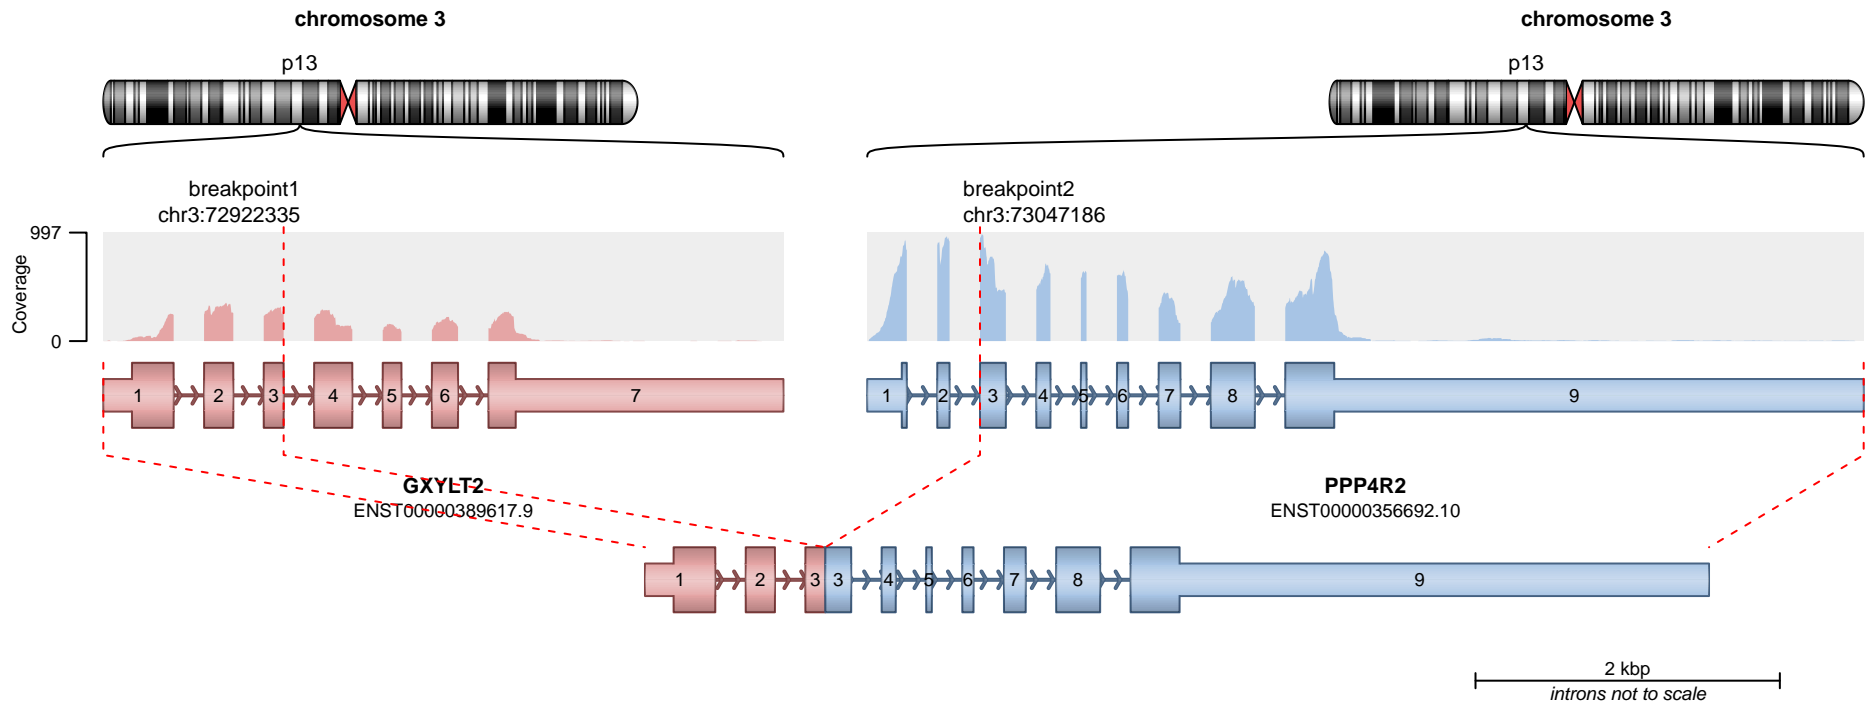 chromosome 3
chromosome 3
p13
p13
breakpoint1
chr3:72922335
breakpoint2
chr3:73047186
997
0
Coverage
1 2 3 4 5 6 7
1 2 3 4 5 6 7 8 9
GXYLT2
ENST00000389617.9
PPP4R2
ENST00000356692.10
1 2 3 3 4 5 6 7 8 9
2 kbp
introns not to scale